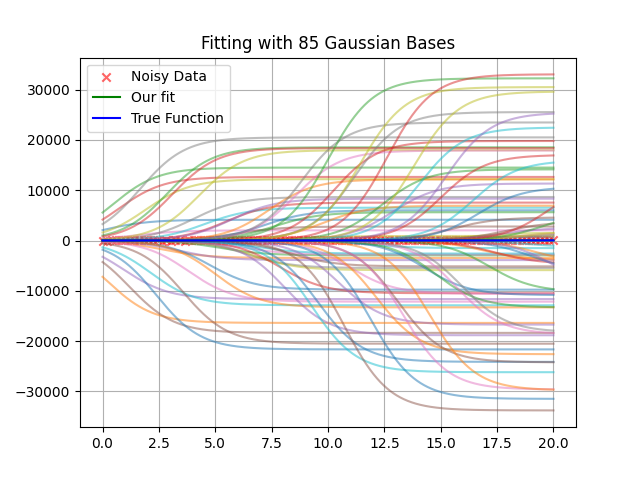 Fitting with 85 Gaussian Bases
Noisy Data
Our fit
True Function
30000
20000
10000
0
−10000
−20000
−30000
0.0 2.5 5.0 7.5 10.0 12.5 15.0 17.5 20.0